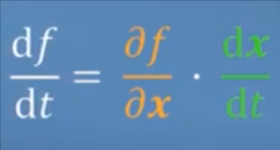 df/dt = ∂f/∂x · dx/dt